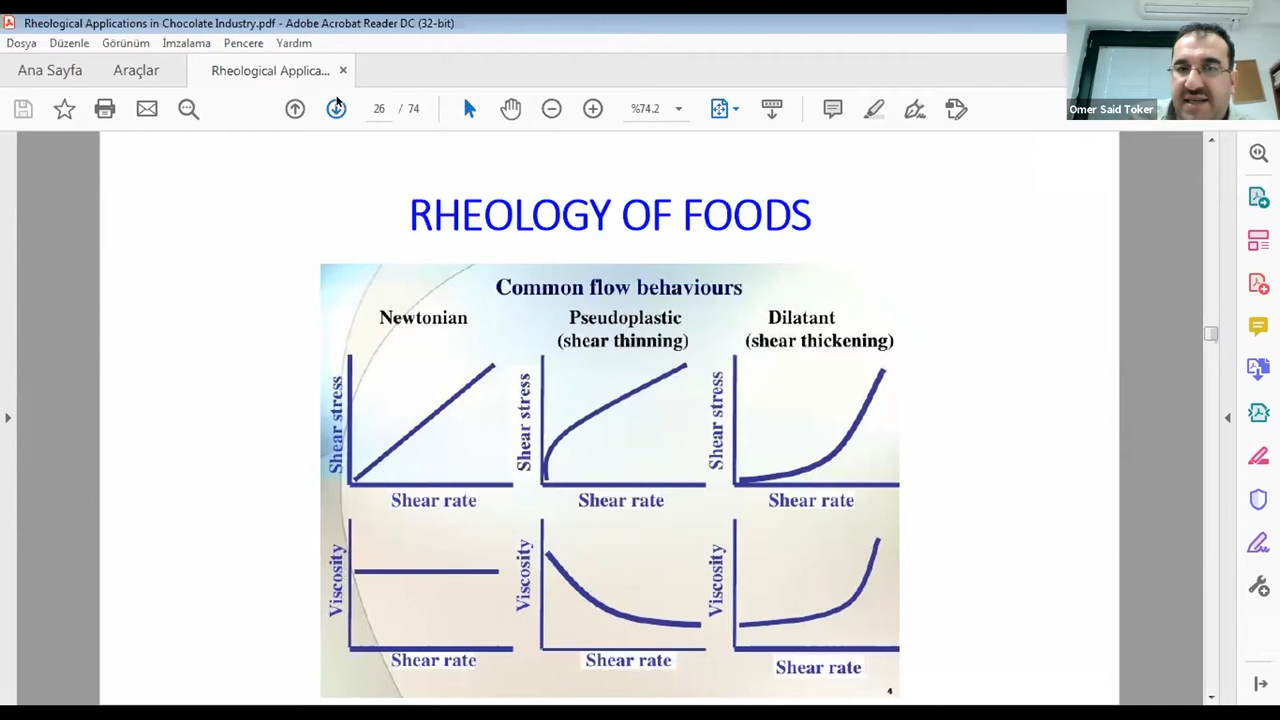 Rheological Applications in Chocolate Industry.pdf - Adobe Acrobat Reader DC (32-bit)
Dosya Düzenle Görünüm İmzalama Pencere Yardım
Ana Sayfa Araçlar Rheological Applica... ×
26 / 74 %74.2
Omer Said Toker
RHEOLOGY OF FOODS
Common flow behaviours
Newtonian
Pseudoplastic
(shear thinning)
Dilatant
(shear thickening)
Shear stress
Shear rate
Shear stress
Shear rate
Shear stress
Shear rate
Viscosity
Shear rate
Viscosity
Shear rate
Viscosity
Shear rate
4